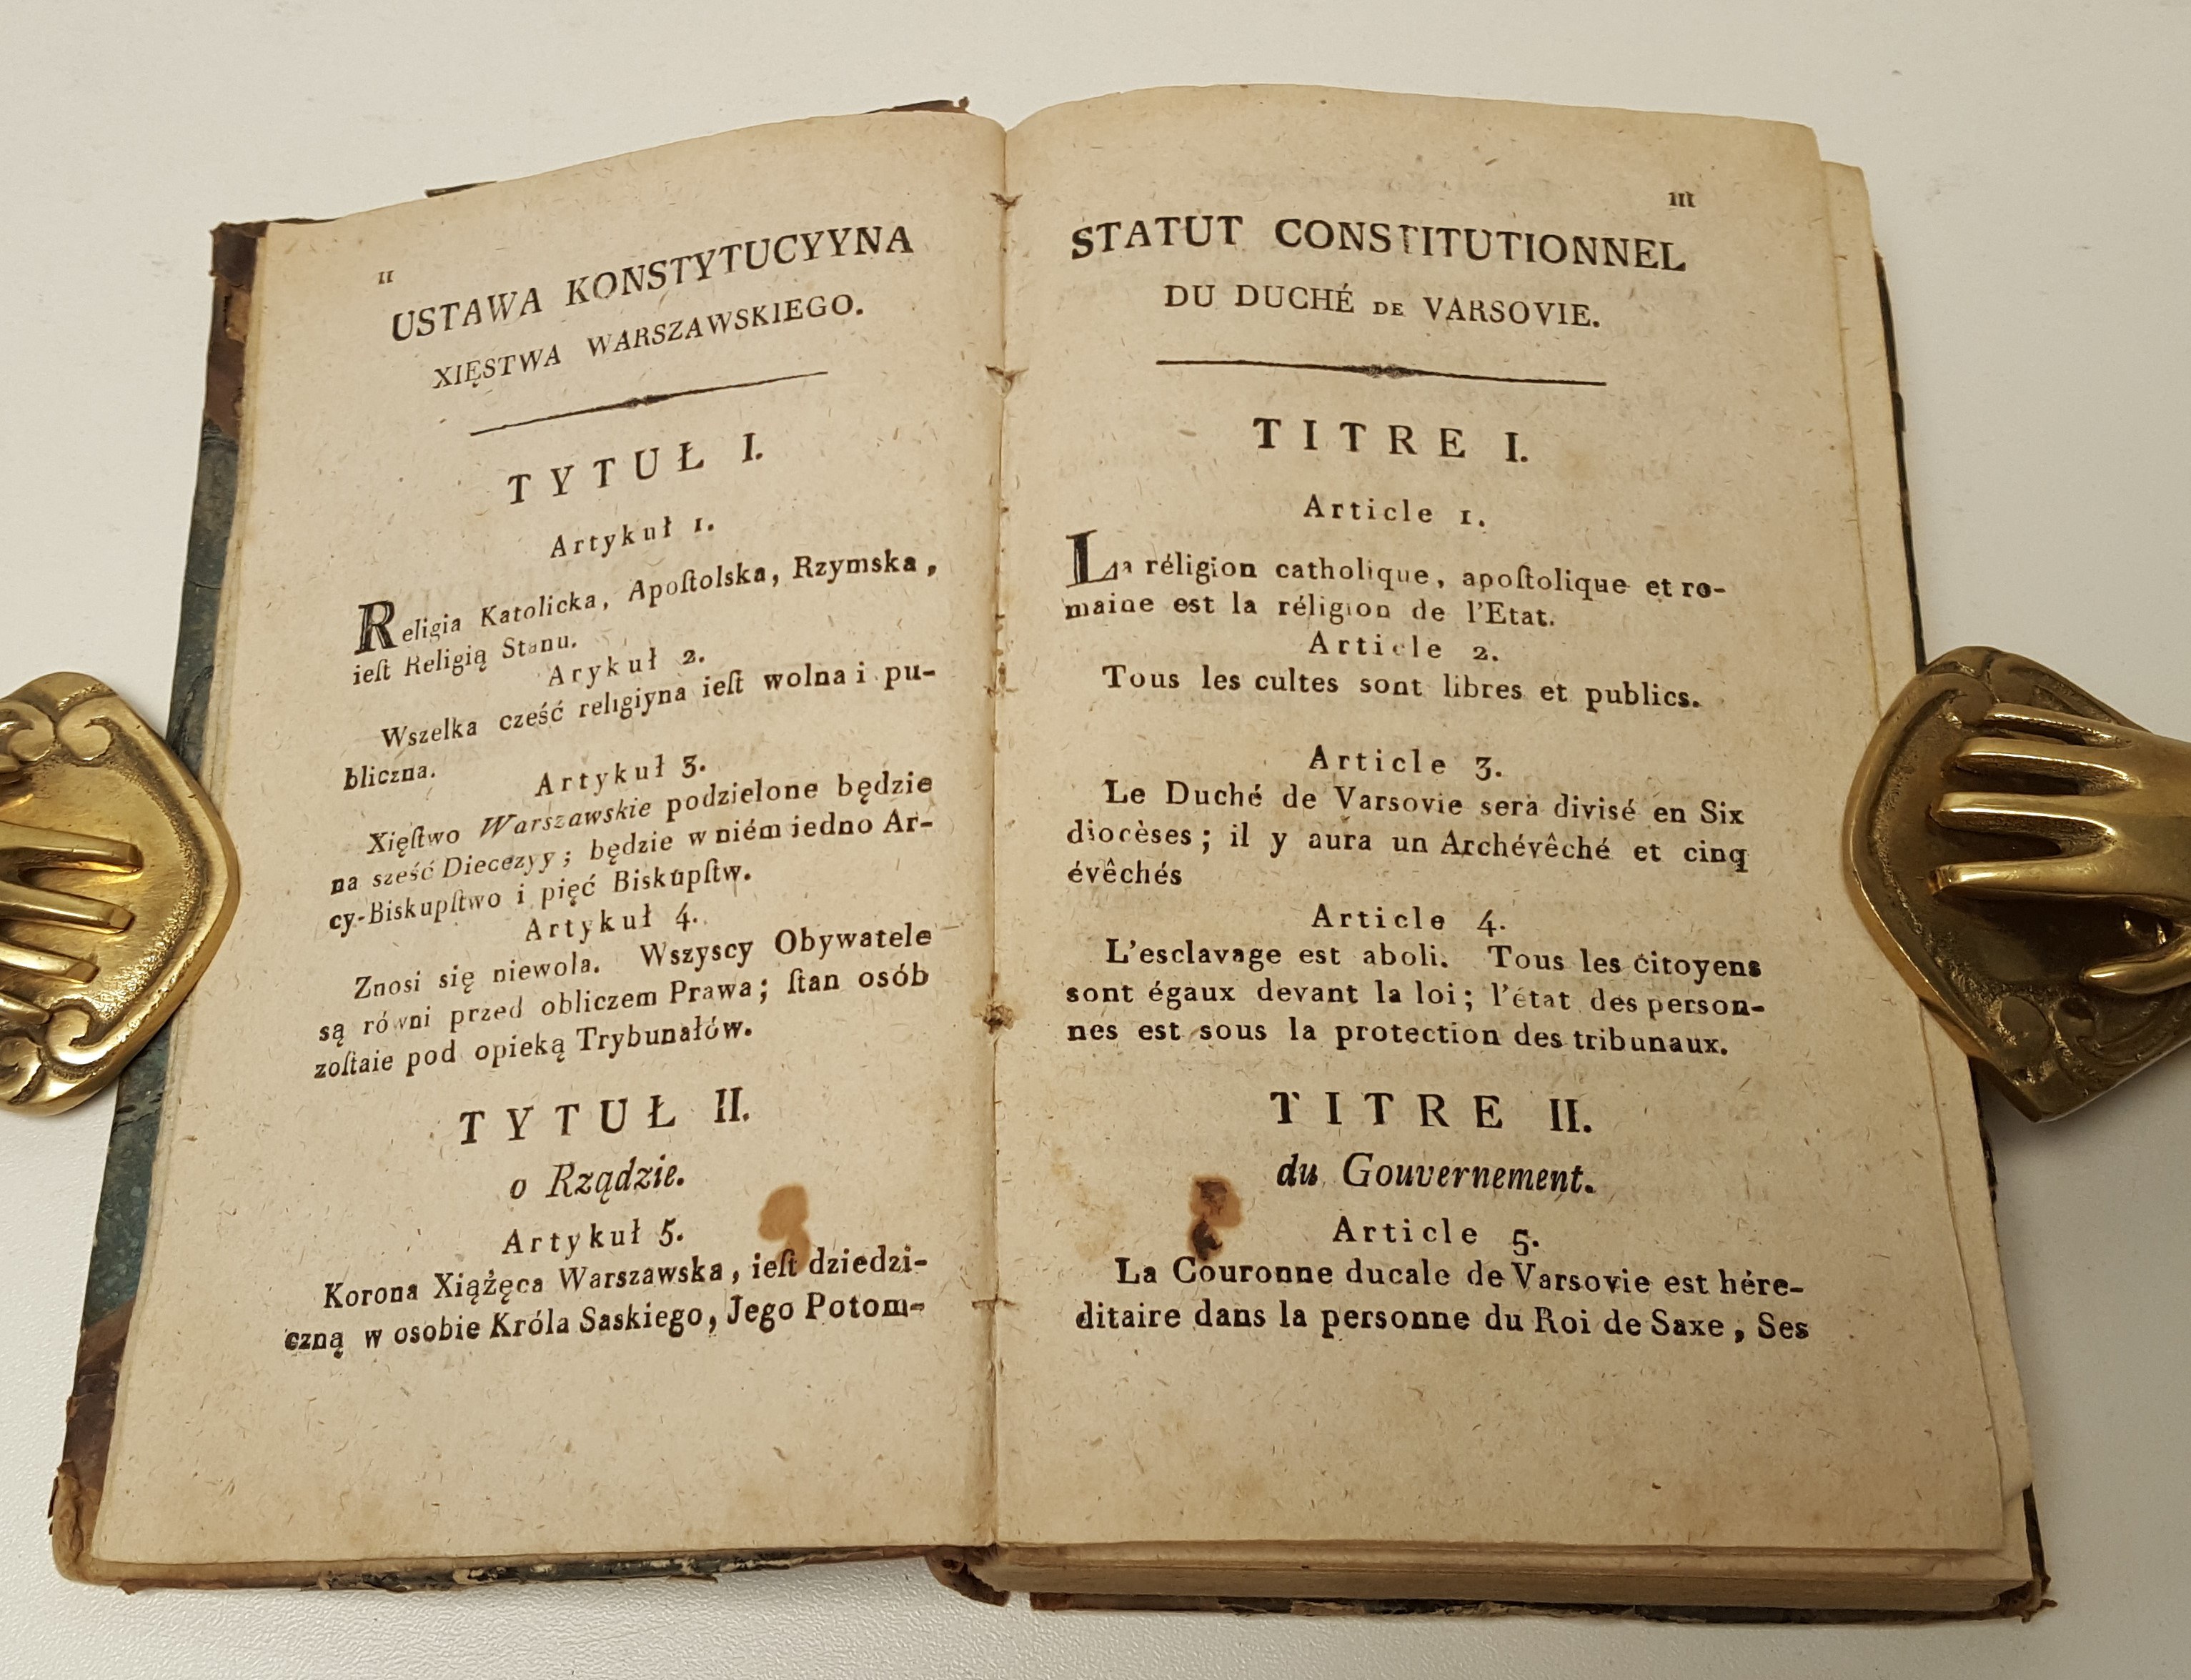 II
USTAWA KONSTYTUCYYNA
XIĘSTWA WARSZAWSKIEGO.
TYTUŁ I.
Artykuł 1.
Religia Katolicka, Apoſtolska, Rzymska,
ieſt Religią Stanu.
Arykuł 2.
Wszelka cześć religiyna ieſt wolna i pu-
bliczna.
Artykuł 3.
Xięſtwo Warszawskie podzielone będzie
na sześć Diecezyy; będzie w niém iedno Ar-
cy-Biskupſtwo i pięć Biskupſtw.
Artykuł 4.
Znosi się niewola. Wszyscy Obywatele
są równi przed obliczem Prawa; ſtan osób
zoſtaie pod opieką Trybunałów.
TYTUŁ II.
o Rządzie.
Artykuł 5.
Korona Xiążęca Warszawska, ieſt dziedzi-
czną w osobie Króla Saskiego, Jego Potom-
III
STATUT CONSTITUTIONNEL
DU DUCHÉ DE VARSOVIE.
TITRE I.
Article 1.
La réligion catholique, apoſtolique et ro-
maine est la réligion de l'Etat.
Article 2.
Tous les cultes sont libres et publics.
Article 3.
Le Duché de Varsovie sera divisé en Six
diocèses; il y aura un Archévêché et cinq
évêchés
Article 4.
L'esclavage est aboli. Tous les citoyens
sont égaux devant la loi; l'état des person-
nes est sous la protection des tribunaux.
TITRE II.
du Gouvernement.
Article 5.
La Couronne ducale de Varsovie est hére-
ditaire dans la personne du Roi de Saxe, Ses